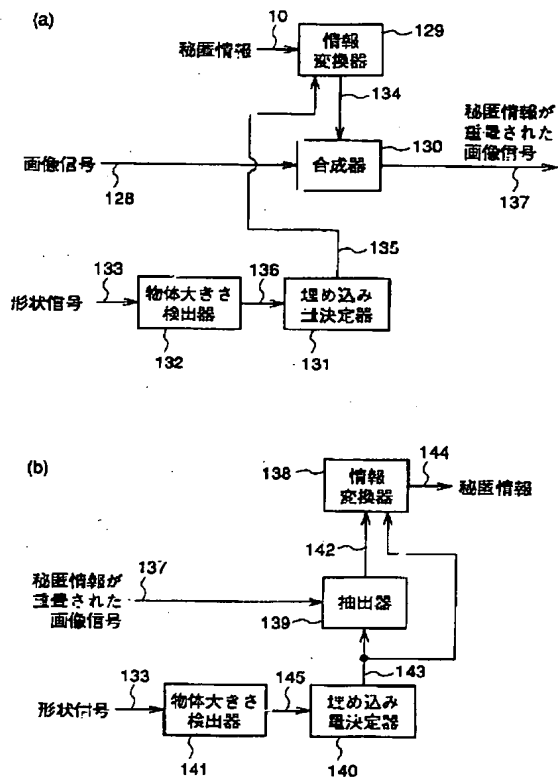 (a)
10
秘匿情報
情報
変換器
129
134
秘匿情報が
重畳された
画像信号
137
画像信号
128
合成器
130
135
133
形状信号
物体大きさ
検出器
132
136
埋め込み
量決定器
131
(b)
138
情報
変換器
144
秘匿情報
142
秘匿情報が
重畳された
画像信号
137
抽出器
139
143
133
形状信号
物体大きさ
検出器
141
145
埋め込み
量決定器
140